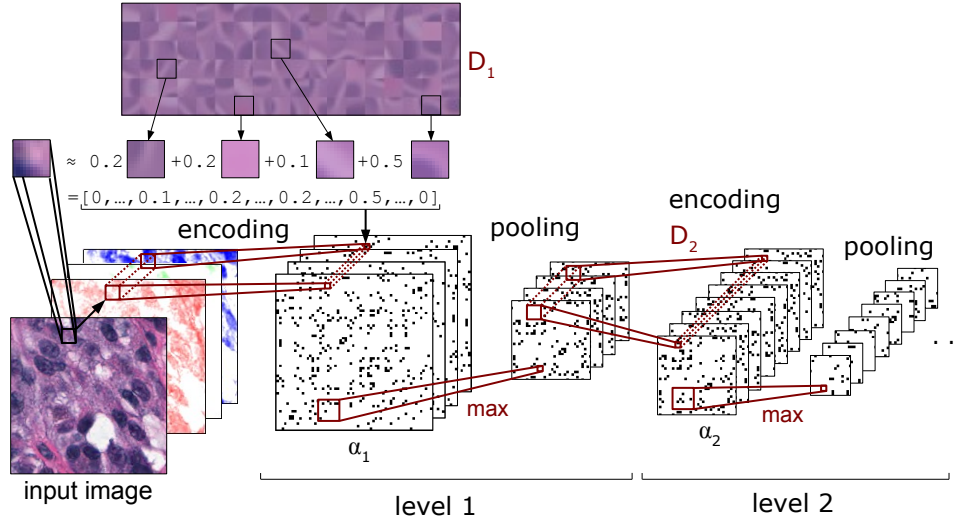 D1
≈ 0.2 +0.2 +0.1 +0.5
=[0,…,0.1,…,0.2,…,0.2,…,0.5,…,0]
encoding
pooling
encoding
D2
pooling
. .
max
max
α1
α2
input image
level 1
level 2